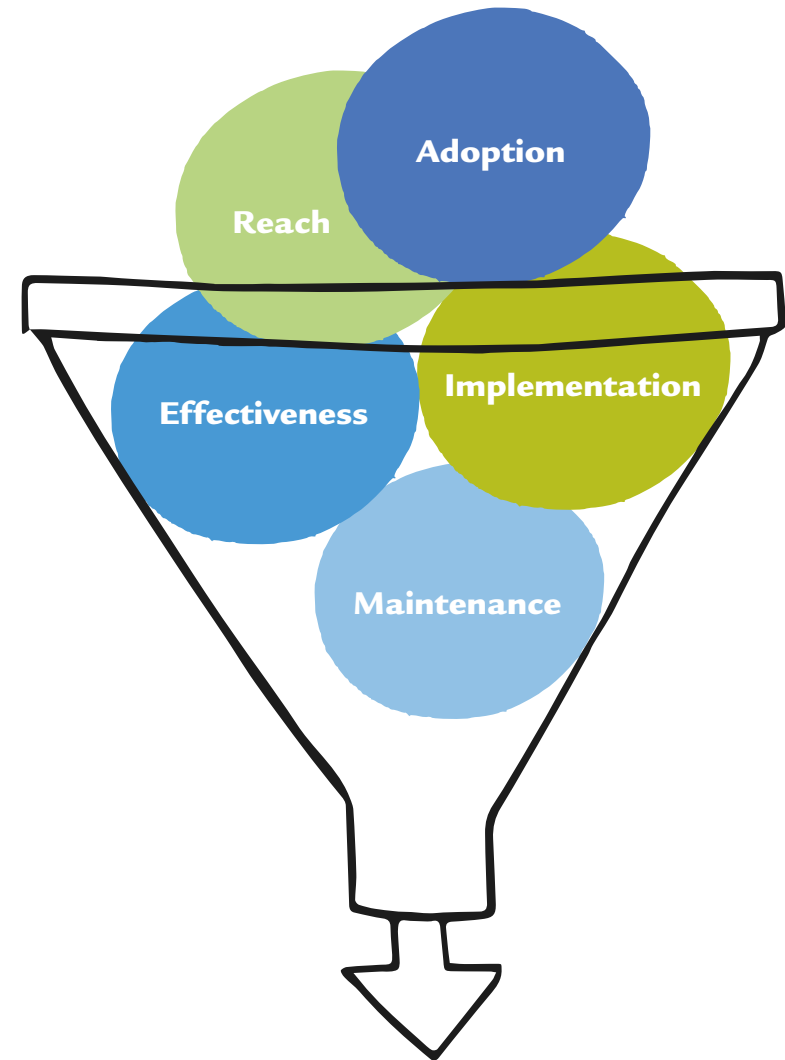 Adoption
Reach
Implementation
Effectiveness
Maintenance